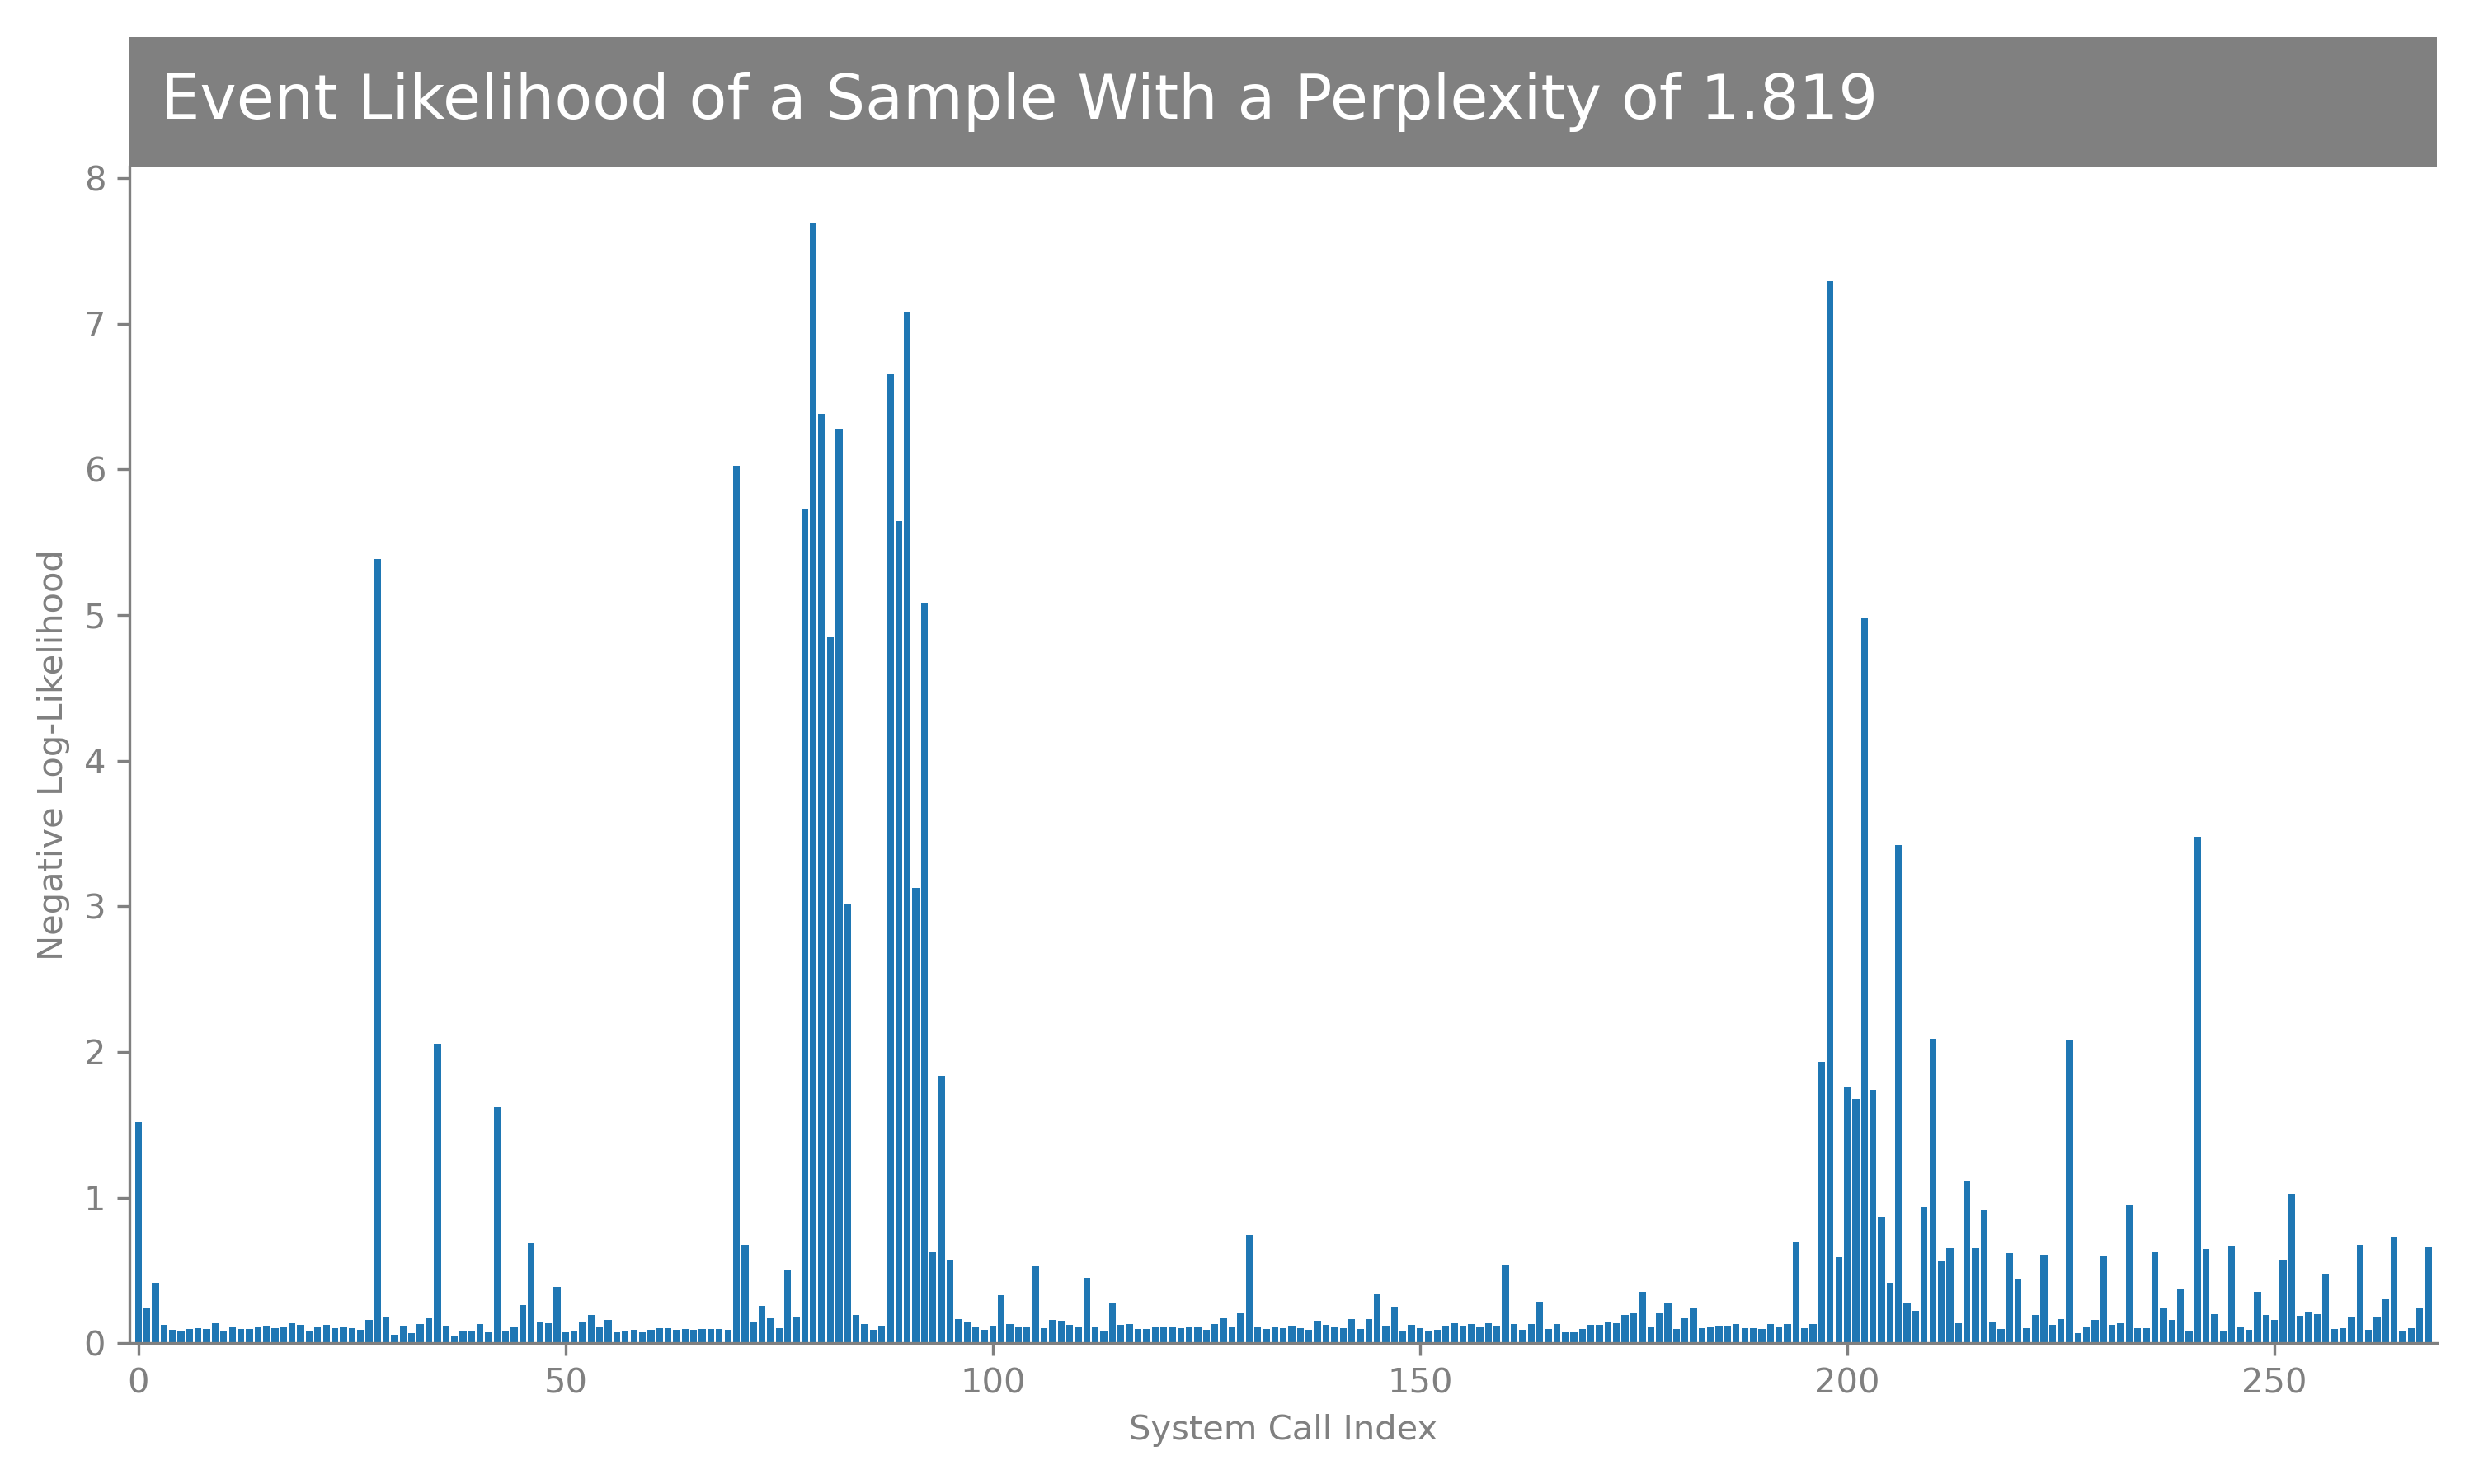 Event Likelihood of a Sample With a Perplexity of 1.819
8
7
6
5
4
3
2
1
0
Negative Log-Likelihood
0 50 100 150 200 250
System Call Index